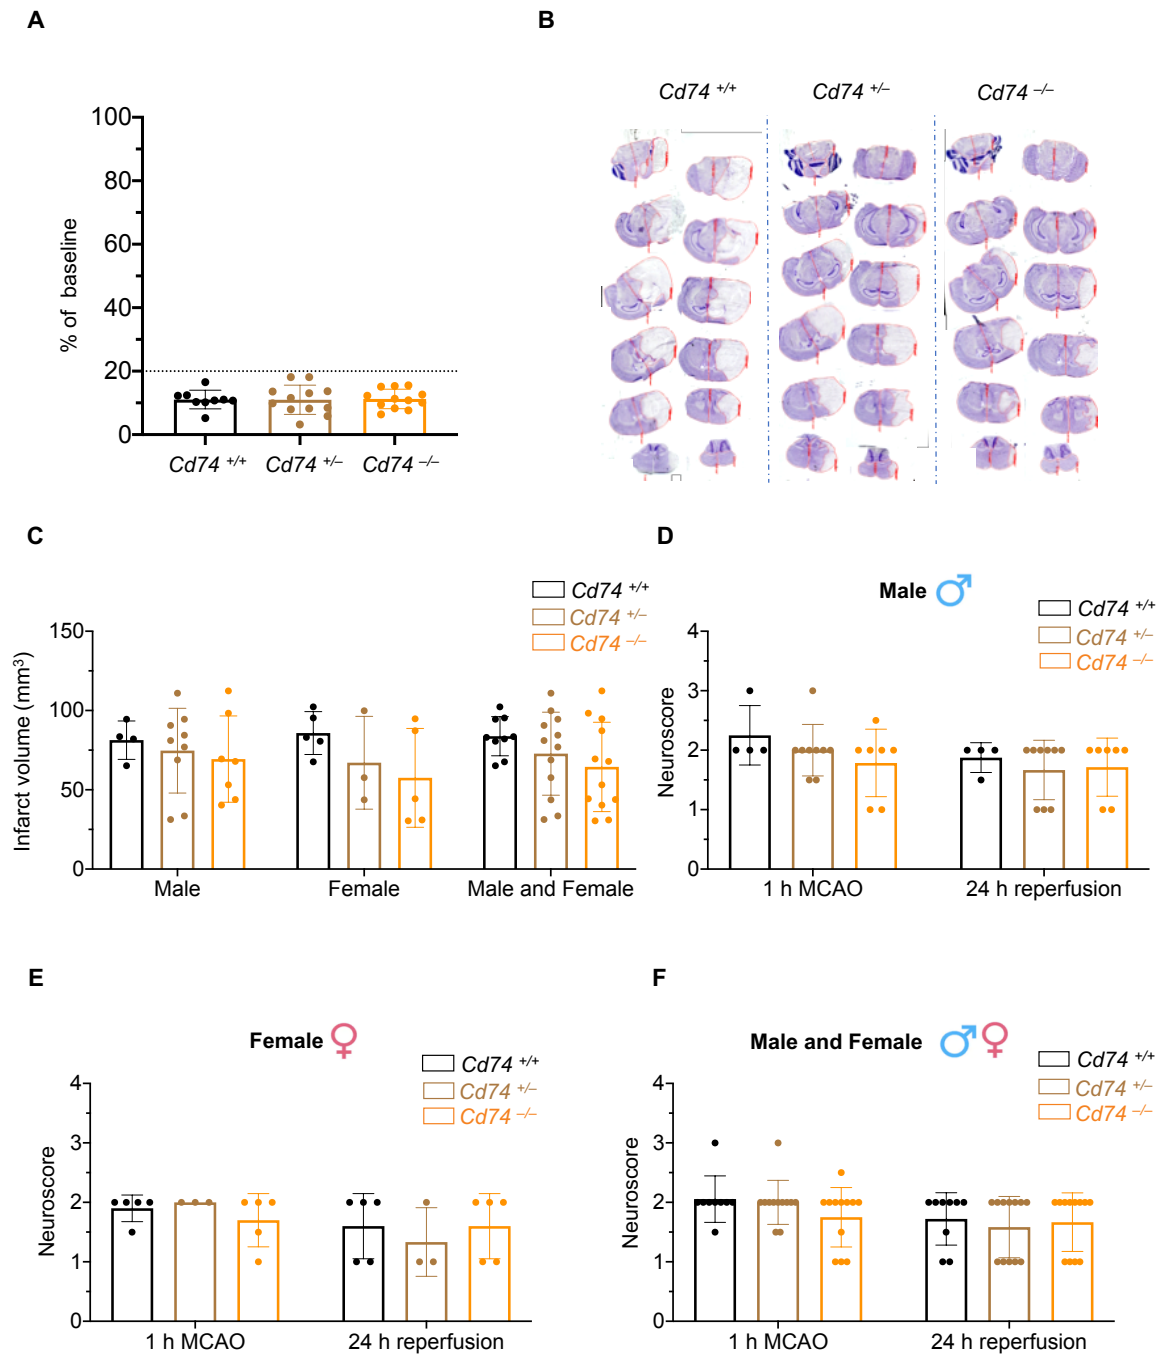 A
B
Cd74 +/+
Cd74 +/–
Cd74 –/–
100
80
60
40
20
0
% of baseline
Cd74 +/+
Cd74 +/–
Cd74 –/–
C
D
Cd74 +/+
Cd74 +/–
Cd74 –/–
150
100
50
0
Infarct volume (mm³)
Male
Female
Male and Female
Male ♂
Cd74 +/+
Cd74 +/–
Cd74 –/–
4
3
2
1
0
Neuroscore
1 h MCAO
24 h reperfusion
E
F
Female ♀
Cd74 +/+
Cd74 +/–
Cd74 –/–
4
3
2
1
0
Neuroscore
1 h MCAO
24 h reperfusion
Male and Female ♂♀
Cd74 +/+
Cd74 +/–
Cd74 –/–
4
3
2
1
0
Neuroscore
1 h MCAO
24 h reperfusion